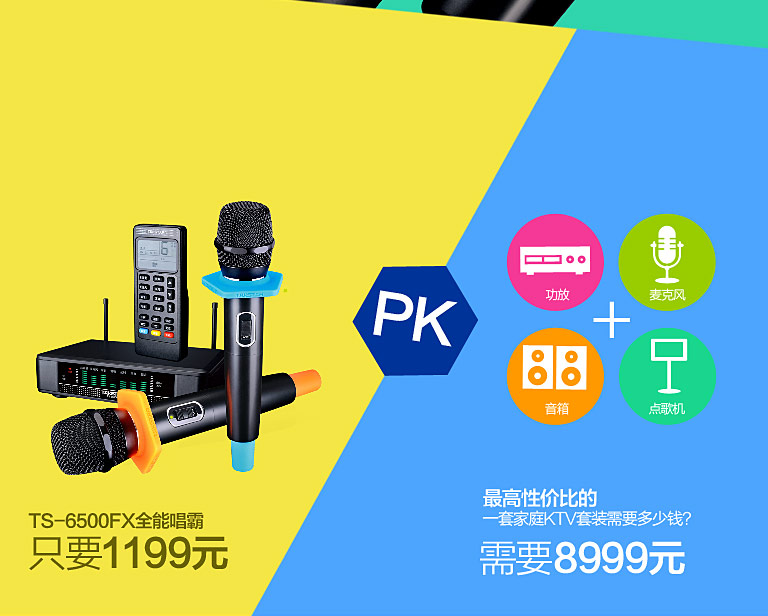 PK
功放
麦克风
音箱
点歌机
TS-6500FX全能唱霸
只要1199元
最高性价比的
一套家庭KTV套装需要多少钱?
需要8999元